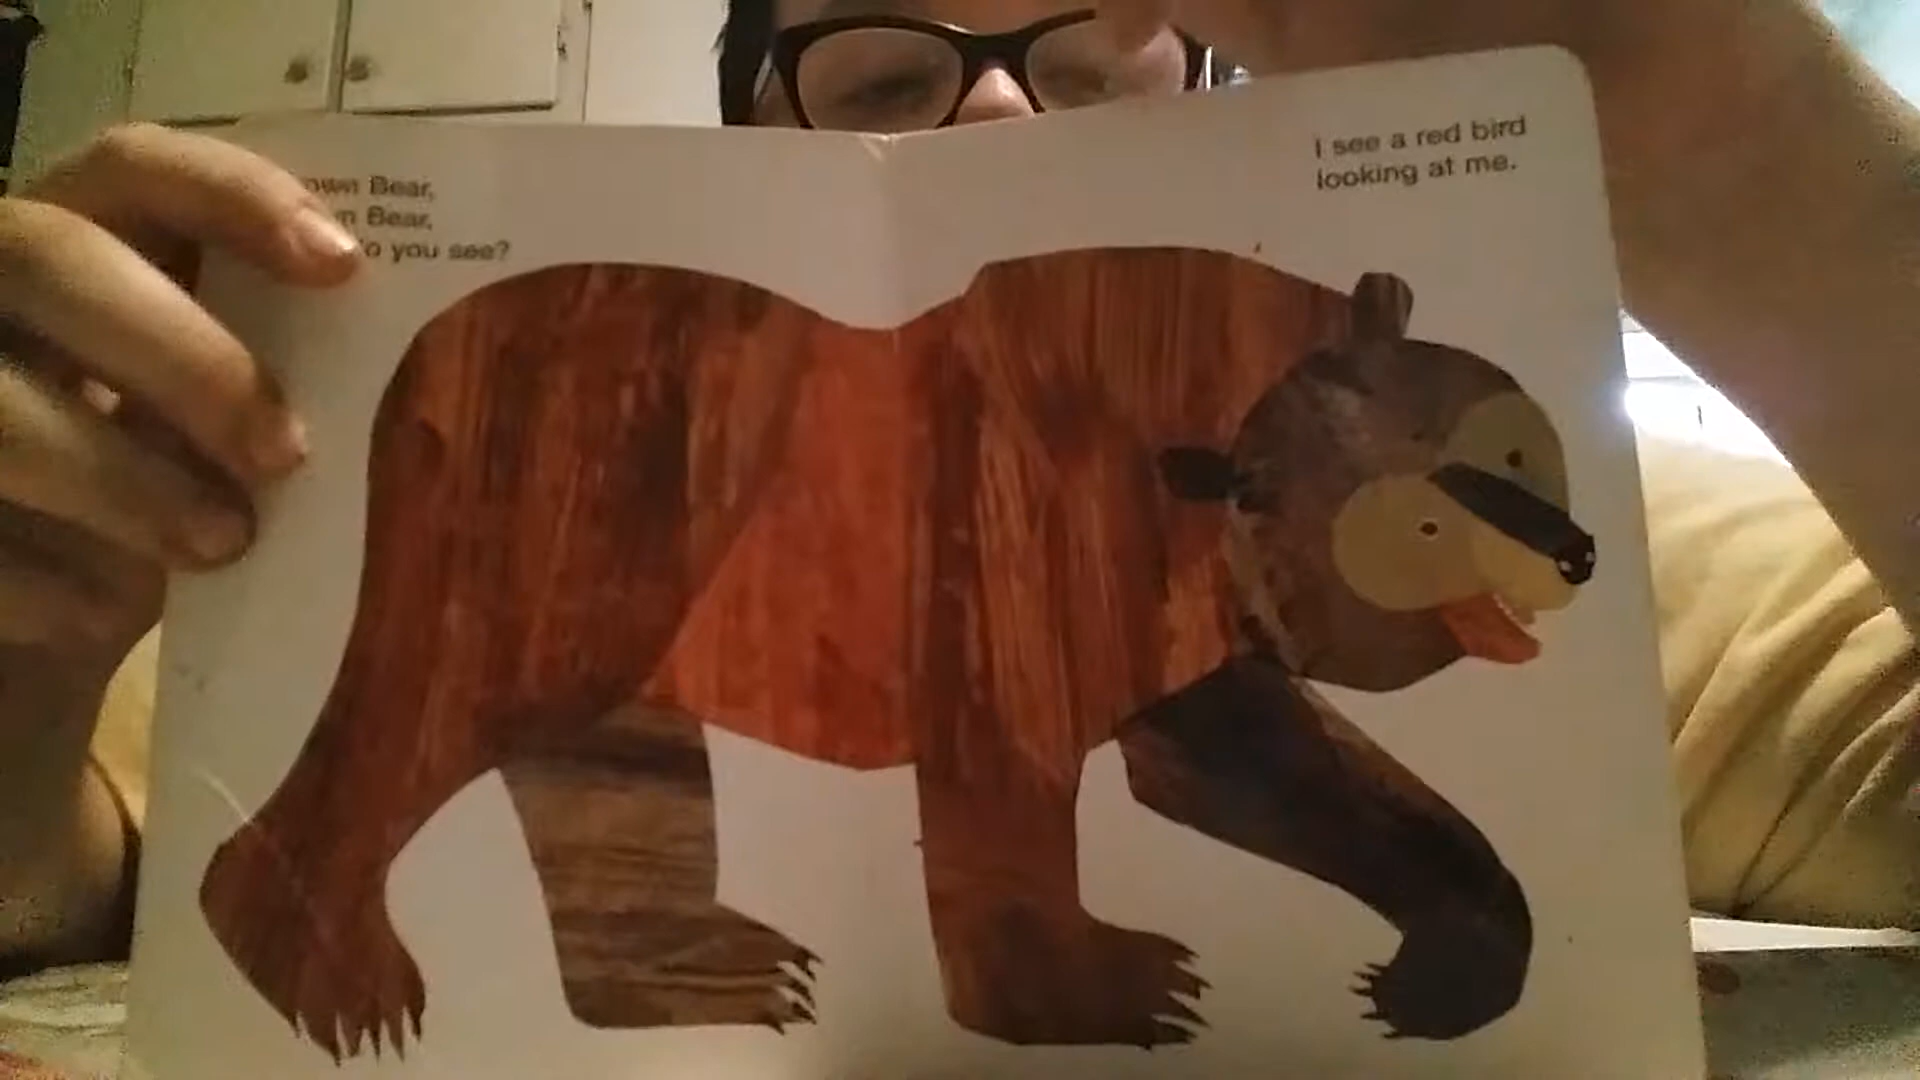 own Bear,
n Bear,
o you see?
I see a red bird
looking at me.